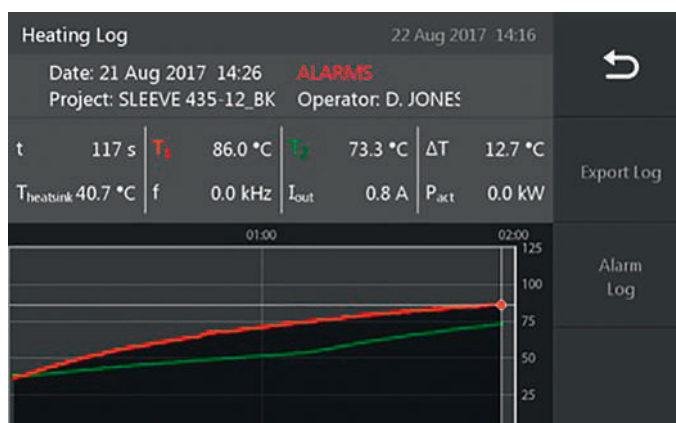 Heating Log 22 Aug 2017 14:16
Date: 21 Aug 2017 14:26 ALARMS
Project: SLEEVE 435-12_BK Operator: D. JONES
t 117 s T₁ 86.0 °C T₂ 73.3 °C ΔT 12.7 °C
Theatsink 40.7 °C f 0.0 kHz Iout 0.8 A Pact 0.0 kW
Export Log
Alarm
Log
01:00 02:00
125
100
75
50
25